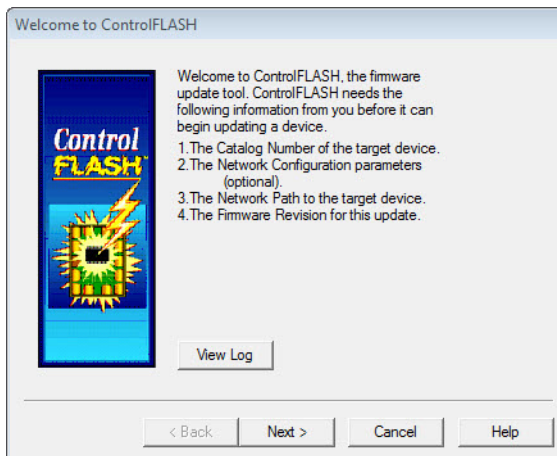 Welcome to ControlFLASH
Control
FLASH
Welcome to ControlFLASH, the firmware
update tool. ControlFLASH needs the
following information from you before it can
begin updating a device.
1.The Catalog Number of the target device.
2.The Network Configuration parameters
(optional).
3.The Network Path to the target device.
4.The Firmware Revision for this update.
View Log
< Back
Next >
Cancel
Help